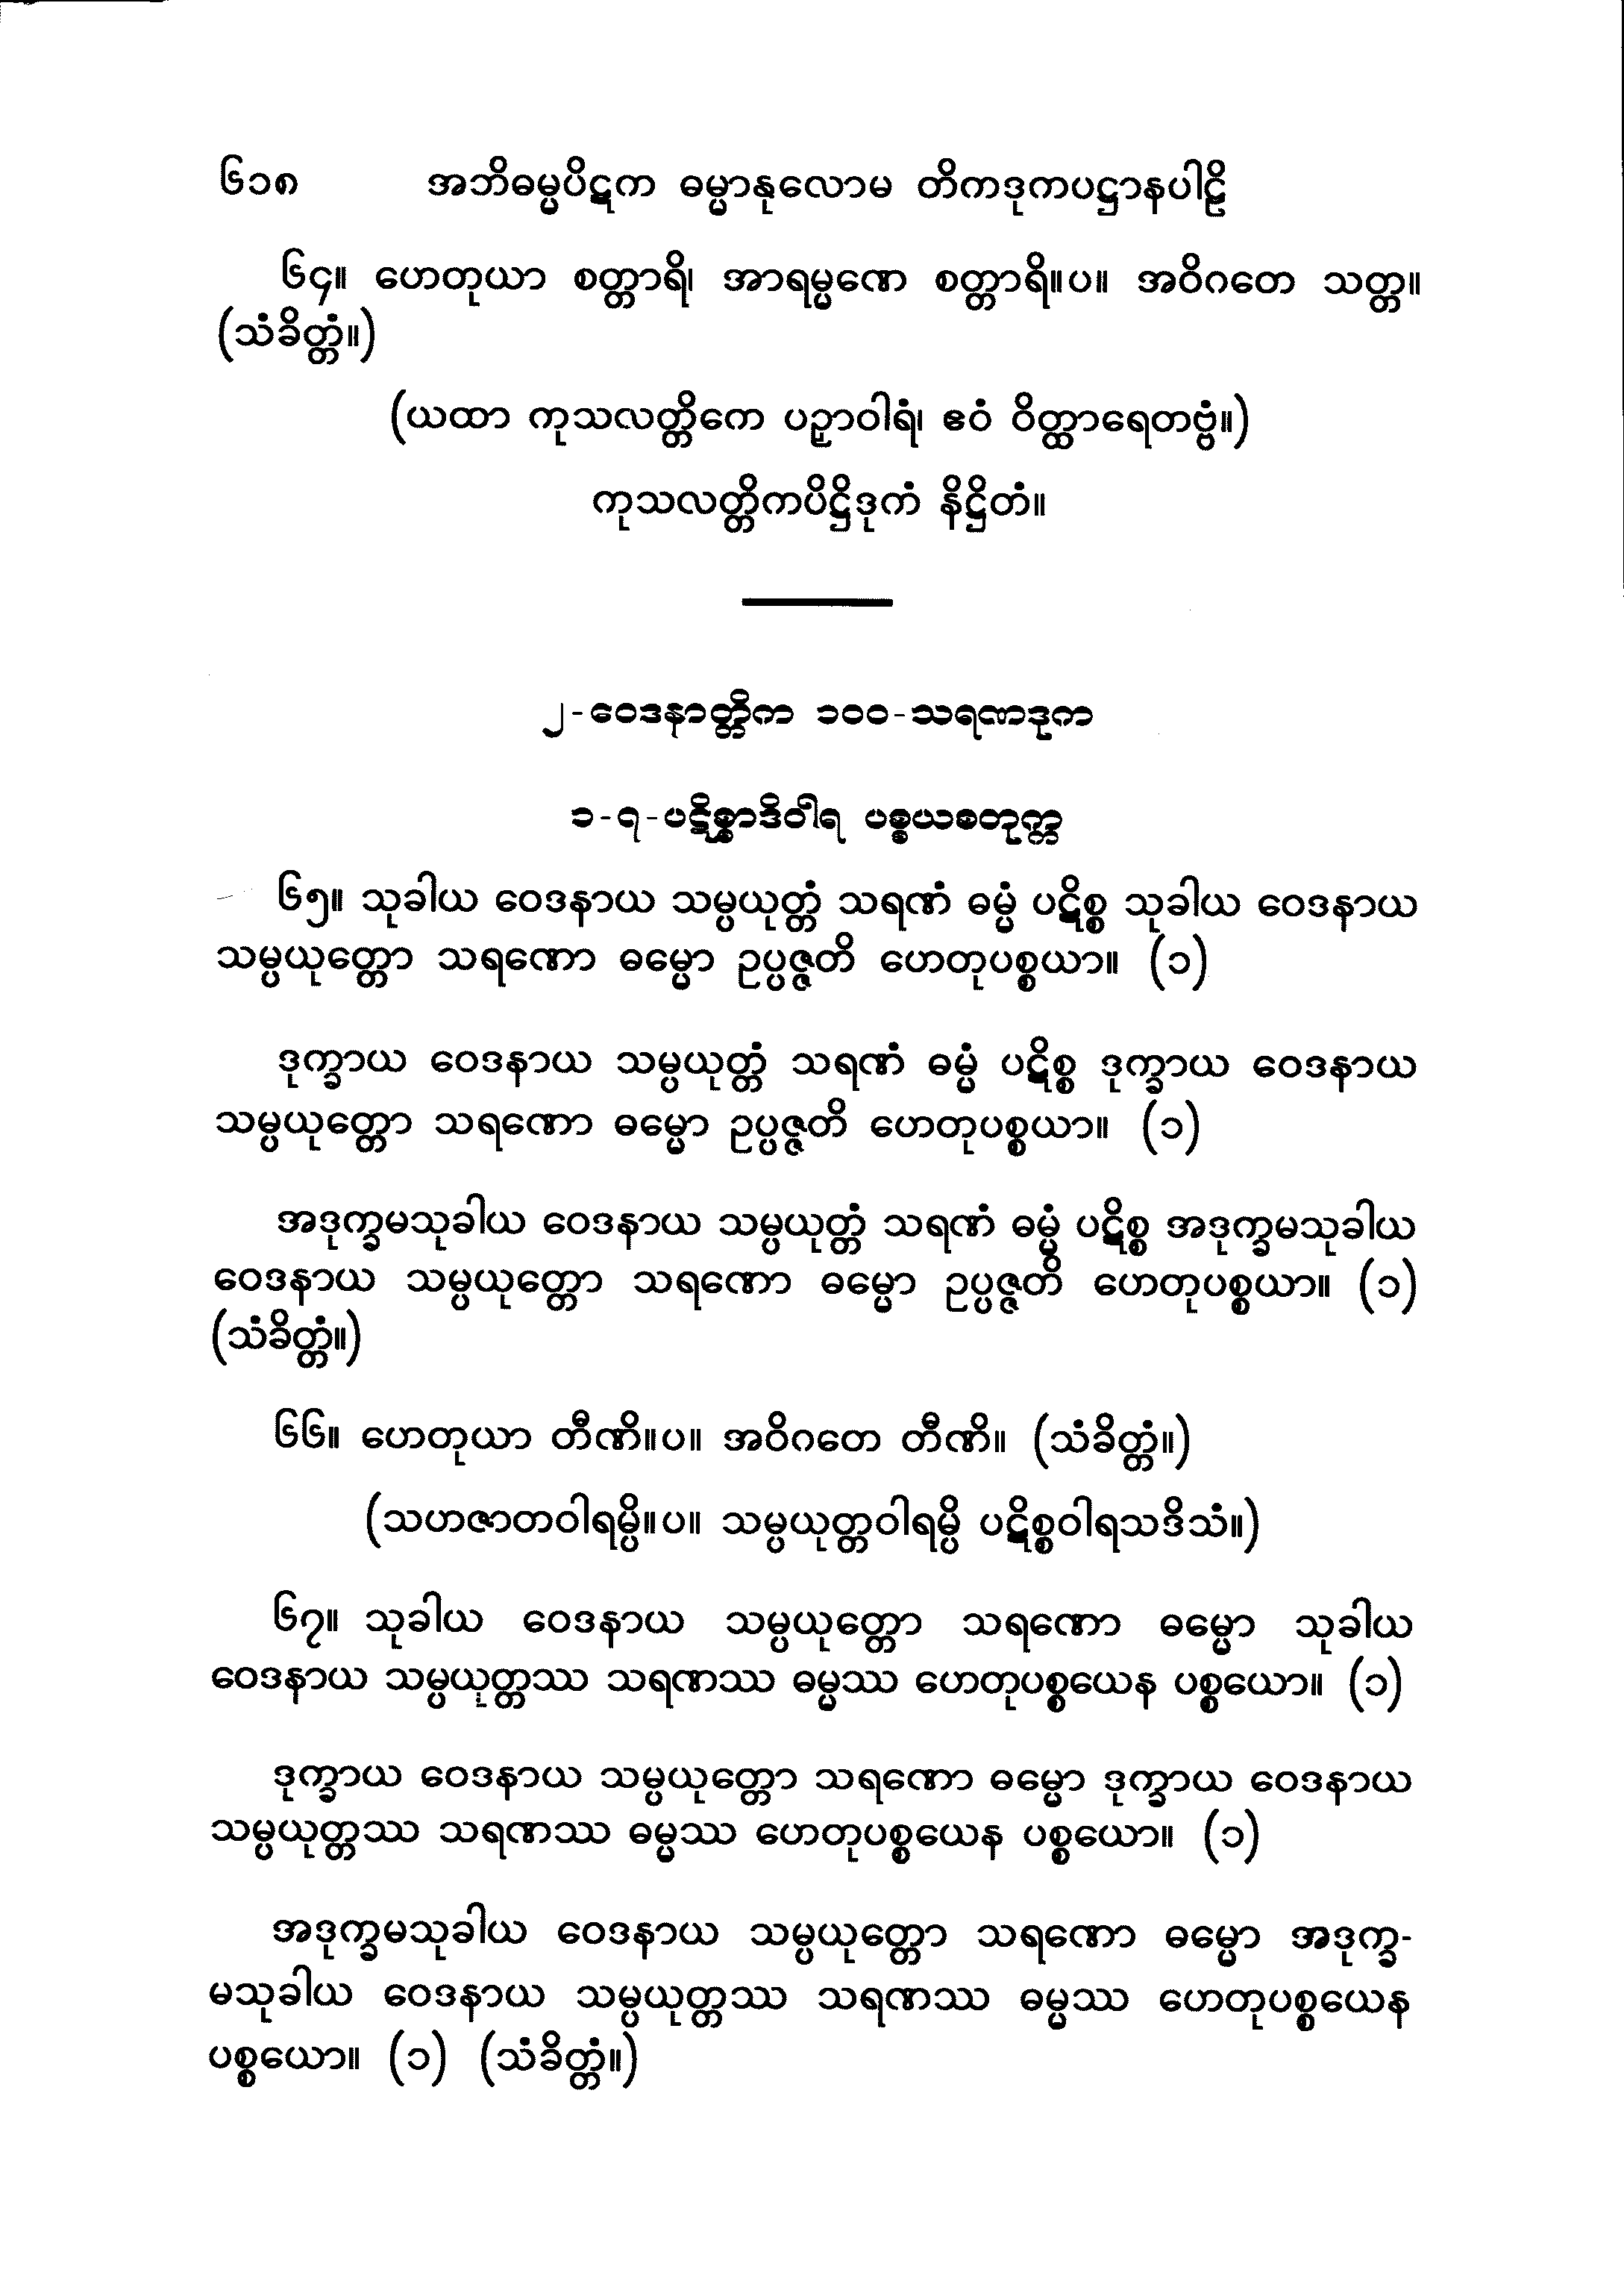 ၆၁၈ အဘိဓမ္မပိဋက ဓမ္မာနုလောမ တိကဒုကပဋ္ဌာနပါဠိ
၆၄။ ဟေတုယာ စတ္တာရိ၊ အာရမ္မဏေ စတ္တာရိ။ပ။ အဝိဂတေ သတ္တ။
(သံခိတ္တံ။)
(ယထာ ကုသလတ္တိကေ ပဉှာဝါရံ၊ ဧဝံ ဝိတ္ထာရေတဗ္ဗံ။)
ကုသလတ္တိကပိဋ္ဌိဒုကံ နိဋ္ဌိတံ။
၂-ဝေဒနာတ္တိက ၁၀၀-သရဏဒုက
၁-၇-ပဋိစ္စာဒိဝါရ ပစ္စယစတုက္က
၆၅။ သုခါယ ဝေဒနာယ သမ္ပယုတ္တံ သရဏံ ဓမ္မံ ပဋိစ္စ သုခါယ ဝေဒနာယ
သမ္ပယုတ္တော သရဏော ဓမ္မော ဥပ္ပဇ္ဇတိ ဟေတုပစ္စယာ။ (၁)
ဒုက္ခာယ ဝေဒနာယ သမ္ပယုတ္တံ သရဏံ ဓမ္မံ ပဋိစ္စ ဒုက္ခာယ ဝေဒနာယ
သမ္ပယုတ္တော သရဏော ဓမ္မော ဥပ္ပဇ္ဇတိ ဟေတုပစ္စယာ။ (၁)
အဒုက္ခမသုခါယ ဝေဒနာယ သမ္ပယုတ္တံ သရဏံ ဓမ္မံ ပဋိစ္စ အဒုက္ခမသုခါယ
ဝေဒနာယ သမ္ပယုတ္တော သရဏော ဓမ္မော ဥပ္ပဇ္ဇတိ ဟေတုပစ္စယာ။ (၁)
(သံခိတ္တံ။)
၆၆။ ဟေတုယာ တီဏိ။ပ။ အဝိဂတေ တီဏိ။ (သံခိတ္တံ။)
(သဟဇာတဝါရမ္ပိ။ပ။ သမ္ပယုတ္တဝါရမ္ပိ ပဋိစ္စဝါရသဒိသံ။)
၆၇။ သုခါယ ဝေဒနာယ သမ္ပယုတ္တော သရဏော ဓမ္မော သုခါယ
ဝေဒနာယ သမ္ပယုတ္တဿ သရဏဿ ဓမ္မဿ ဟေတုပစ္စယေန ပစ္စယော။ (၁)
ဒုက္ခာယ ဝေဒနာယ သမ္ပယုတ္တော သရဏော ဓမ္မော ဒုက္ခာယ ဝေဒနာယ
သမ္ပယုတ္တဿ သရဏဿ ဓမ္မဿ ဟေတုပစ္စယေန ပစ္စယော။ (၁)
အဒုက္ခမသုခါယ ဝေဒနာယ သမ္ပယုတ္တော သရဏော ဓမ္မော အဒုက္ခ-
မသုခါယ ဝေဒနာယ သမ္ပယုတ္တဿ သရဏဿ ဓမ္မဿ ဟေတုပစ္စယေန
ပစ္စယော။ (၁) (သံခိတ္တံ။)